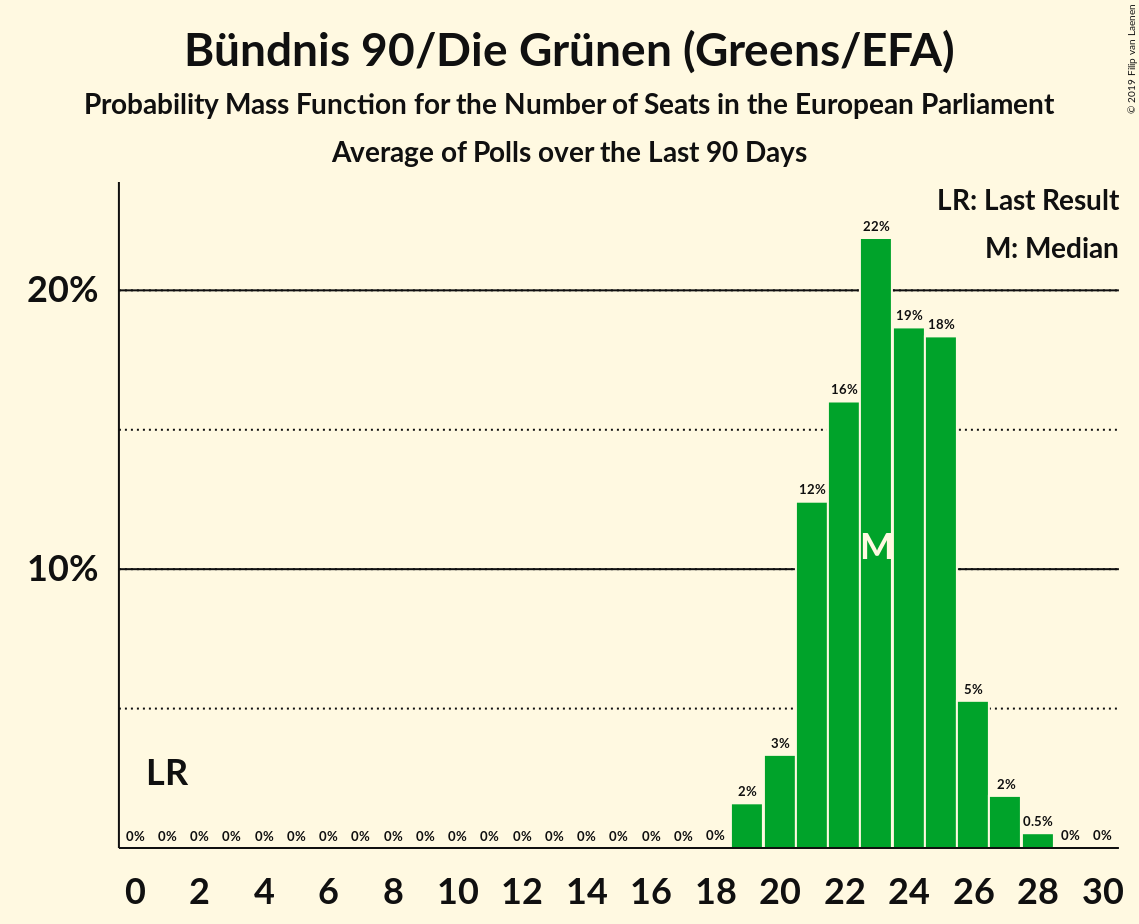 Bündnis 90/Die Grünen (Greens/EFA)
Probability Mass Function for the Number of Seats in the European Parliament
Average of Polls over the Last 90 Days
© 2019 Filip van Laenen
LR: Last Result
M: Median
22%
20%
19%
18%
16%
12%
M
10%
5%
3%
LR
2%
2%
0.5%
0% 0% 0% 0% 0% 0% 0% 0% 0% 0% 0% 0% 0% 0% 0% 0% 0% 0% 0% 0% 0%
0 2 4 6 8 10 12 14 16 18 20 22 24 26 28 30